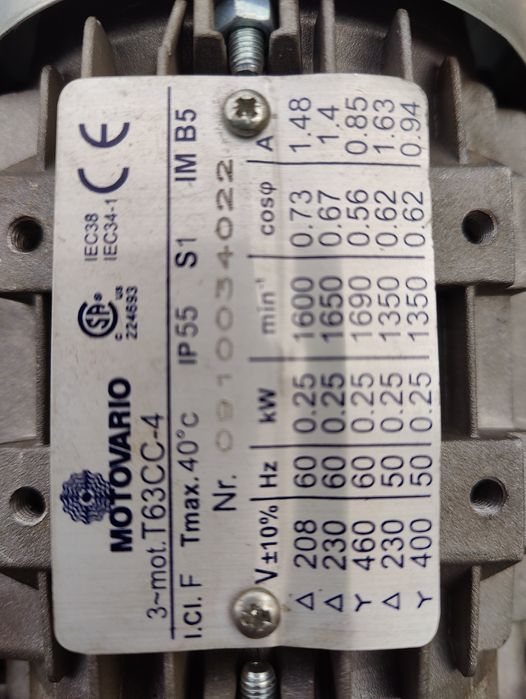 MOTOVARIO
C SA ® US
224693
IEC38
IEC34-1
CE
3~mot. T63CC-4
I.Cl. F Tmax. 40°C IP 55 S1 IM B5
Nr. 09100034022
V±10% Hz kW min⁻¹ cosφ A
Δ 208 60 0.25 1600 0.73 1.48
Δ 230 60 0.25 1650 0.67 1.4
Y 460 60 0.25 1690 0.56 0.85
Δ 230 50 0.25 1350 0.62 1.63
Y 400 50 0.25 1350 0.62 0.94